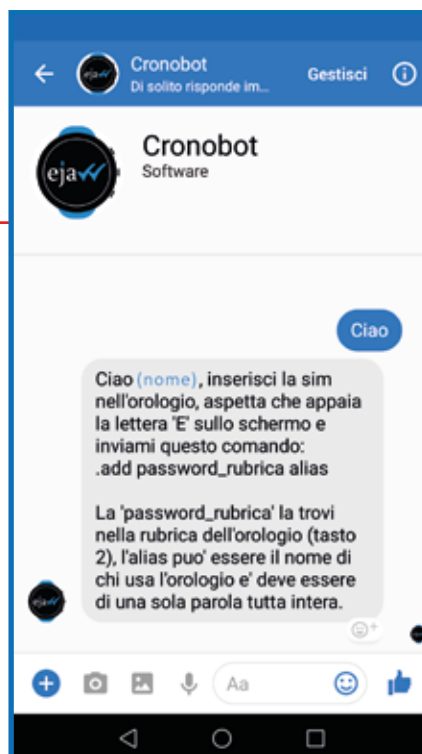 Cronobot
Di solito risponde im...
Gestisci
eja
Cronobot
Software
Ciao
Ciao (nome), inserisci la sim
nell'orologio, aspetta che appaia
la lettera 'E' sullo schermo e
inviami questo comando:
.add password_rubrica alias
La 'password_rubrica' la trovi
nella rubrica dell'orologio (tasto
2), l'alias puo' essere il nome di
chi usa l'orologio e' deve essere
di una sola parola tutta intera.
Aa